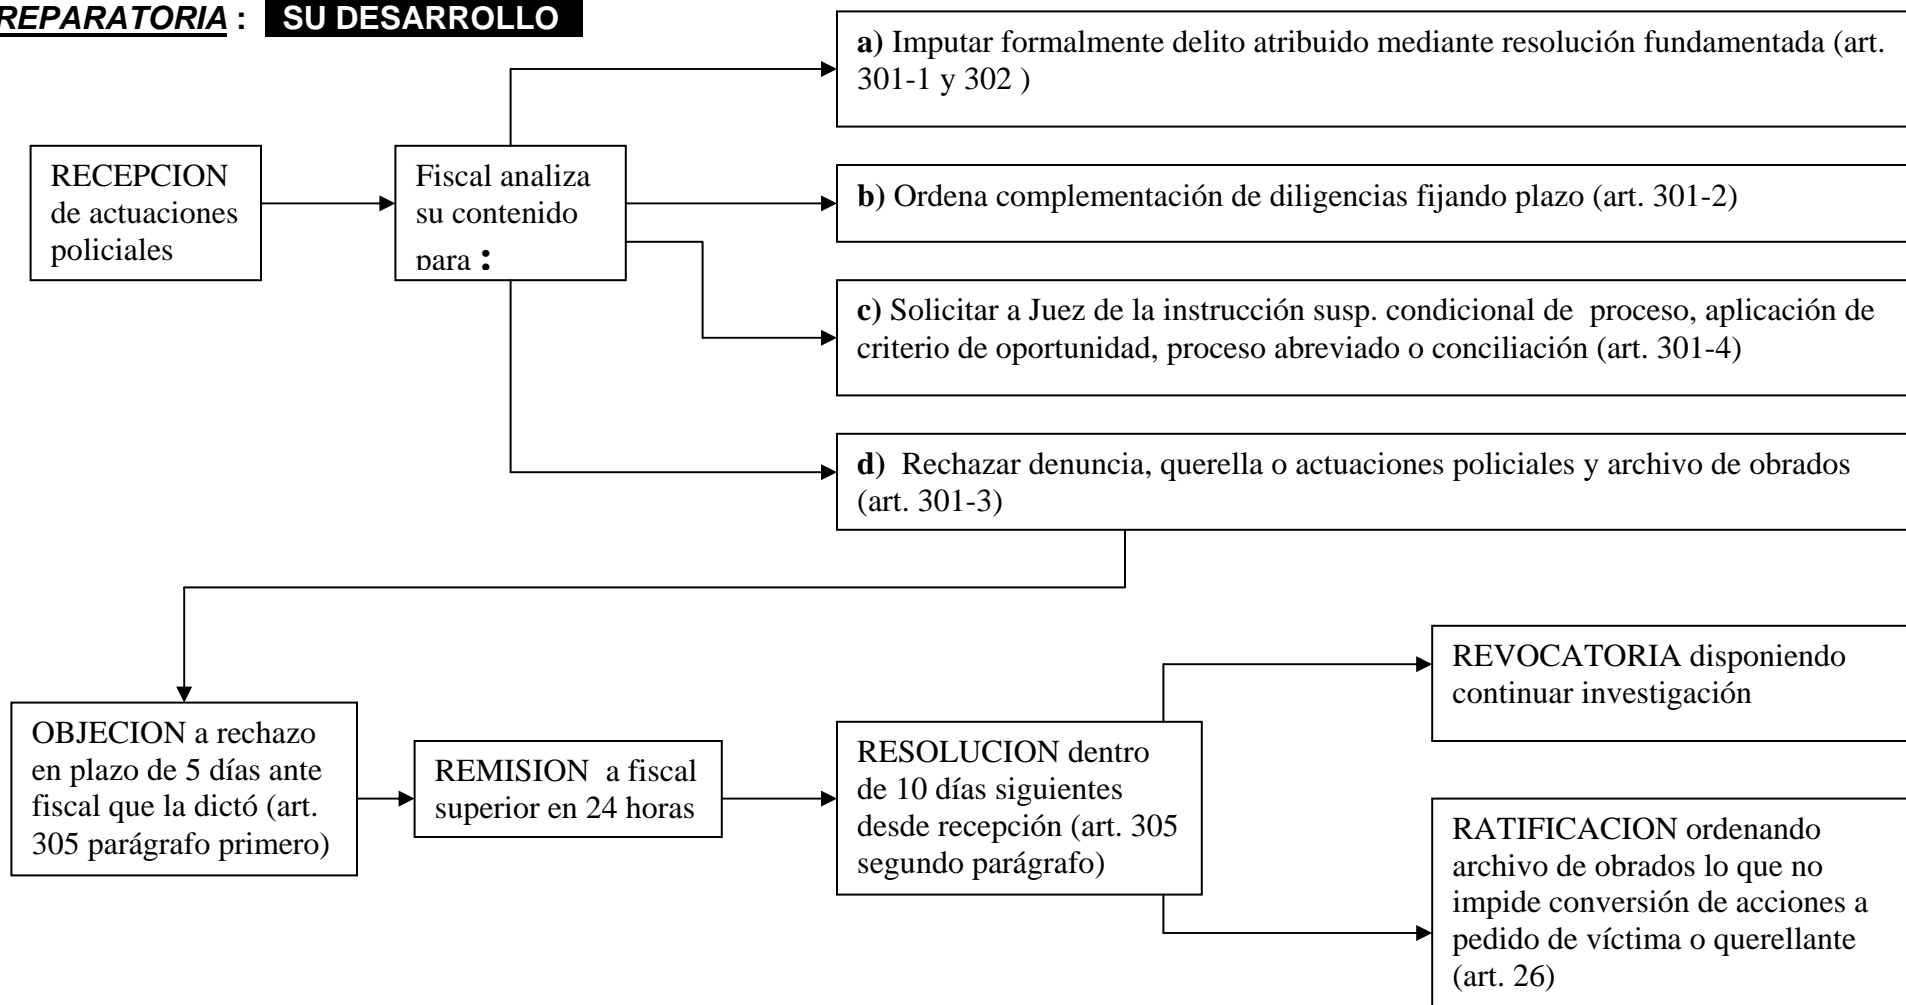 REPARATORIA : SU DESARROLLO
a) Imputar formalmente delito atribuido mediante resolución fundamentada (art.
301-1 y 302 )
RECEPCION
de actuaciones
policiales
Fiscal analiza
su contenido
para :
b) Ordena complementación de diligencias fijando plazo (art. 301-2)
c) Solicitar a Juez de la instrucción susp. condicional de  proceso, aplicación de
criterio de oportunidad, proceso abreviado o conciliación (art. 301-4)
d)  Rechazar denuncia, querella o actuaciones policiales y archivo de obrados
(art. 301-3)
OBJECION a rechazo
en plazo de 5 días ante
fiscal que la dictó (art.
305 parágrafo primero)
REMISION  a fiscal
superior en 24 horas
RESOLUCION dentro
de 10 días siguientes
desde recepción (art. 305
segundo parágrafo)
REVOCATORIA disponiendo
continuar investigación
RATIFICACION ordenando
archivo de obrados lo que no
impide conversión de acciones a
pedido de víctima o querellante
(art. 26)